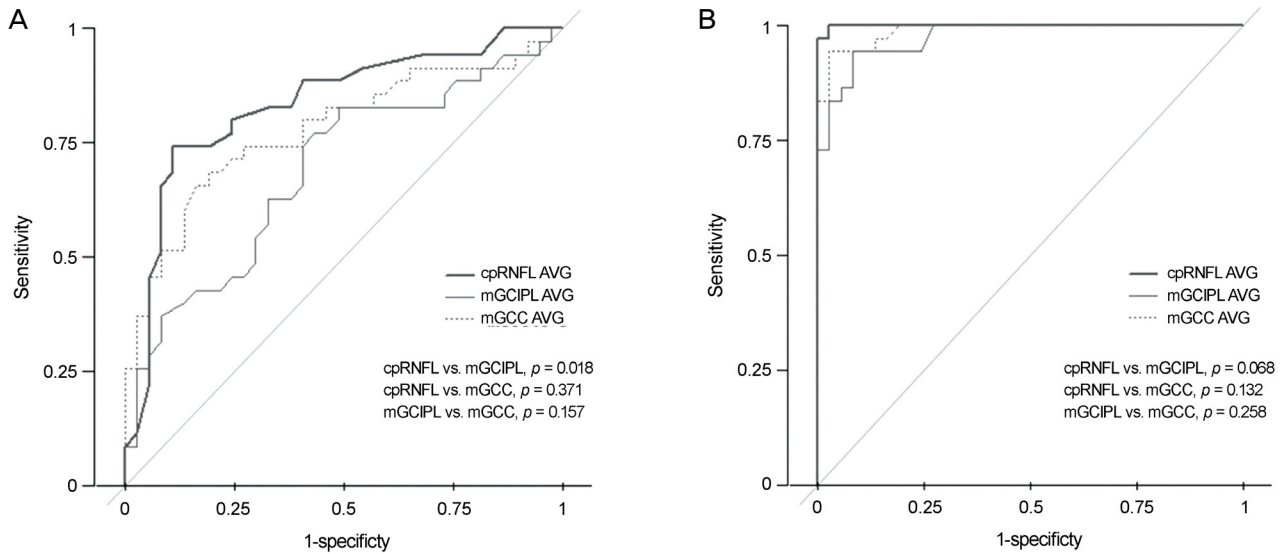 A
1
0.75
0.5
0.25
0
Sensitivity
cpRNFL AVG
mGCIPL AVG
mGCC AVG
cpRNFL vs. mGCIPL, p = 0.018
cpRNFL vs. mGCC, p = 0.371
mGCIPL vs. mGCC, p = 0.157
0 0.25 0.5 0.75 1
1-specificty
B
1
0.75
0.5
0.25
0
Sensitivity
cpRNFL AVG
mGCIPL AVG
mGCC AVG
cpRNFL vs. mGCIPL, p = 0.068
cpRNFL vs. mGCC, p = 0.132
mGCIPL vs. mGCC, p = 0.258
0 0.25 0.5 0.75 1
1-specificty